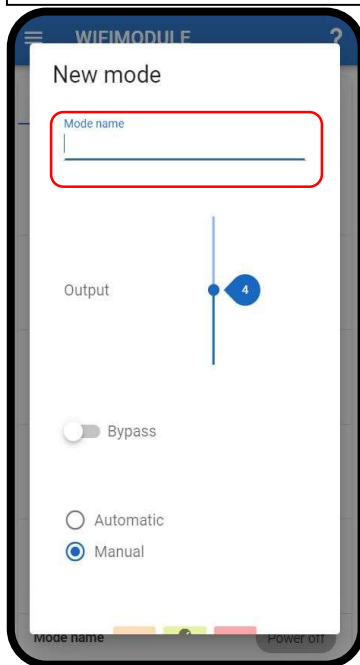 WIFIMODULE ?
New mode
Mode name
Output 4
Bypass
Automatic
Manual
Mode name Power off